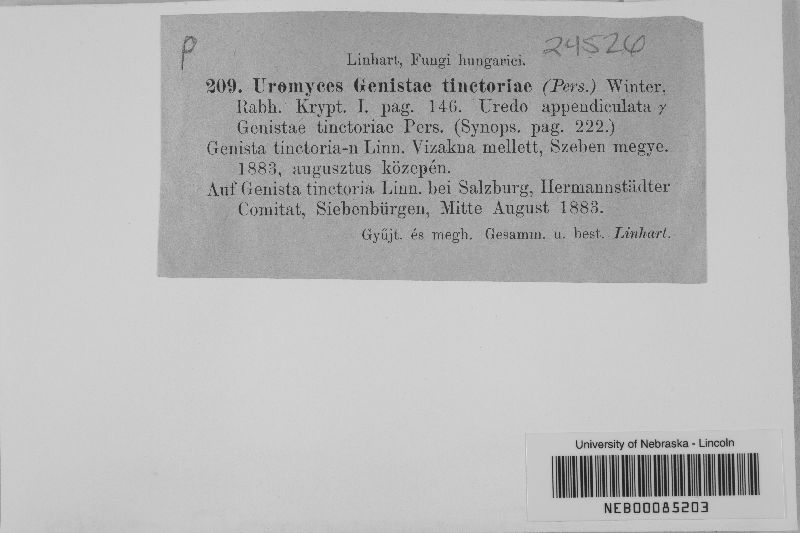 p
24526
Linhart, Fungi hungarici.
209. Uromyces Genistae tinctoriae (Pers.) Winter,
Rabh. Krypt. I. pag. 146. Uredo appendiculata γ
Genistae tinctoriae Pers. (Synops. pag. 222.)
Genista tinctoria-n Linn. Vizakna mellett, Szeben megye.
1883, augusztus közepén.
Auf Genista tinctoria Linn. bei Salzburg, Hermannstädter
Comitat, Siebenbürgen, Mitte August 1883.
Gyűjt. és megh. Gesamm. u. best. Linhart.
University of Nebraska - Lincoln
NEB00085203